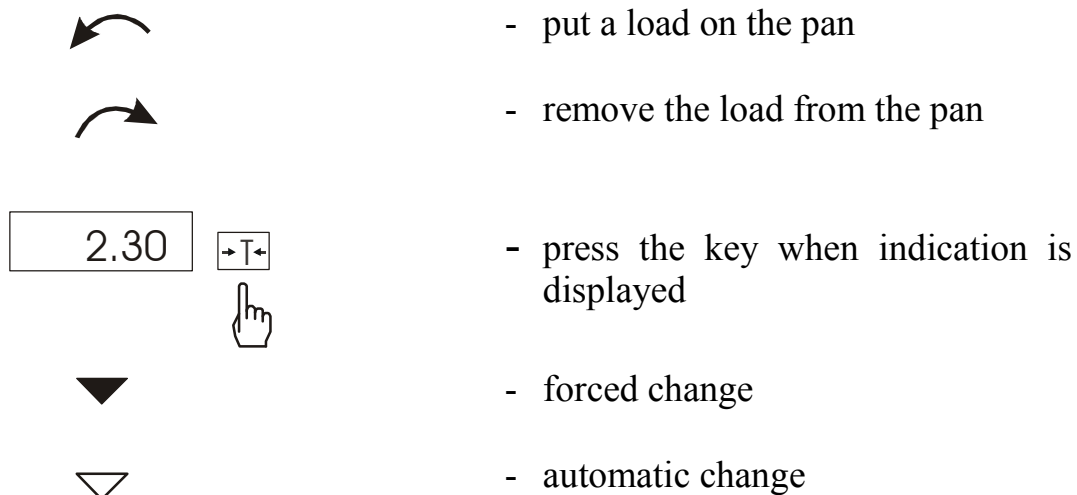 - put a load on the pan
- remove the load from the pan
2.30 →T← - press the key when indication is
displayed
- forced change
- automatic change